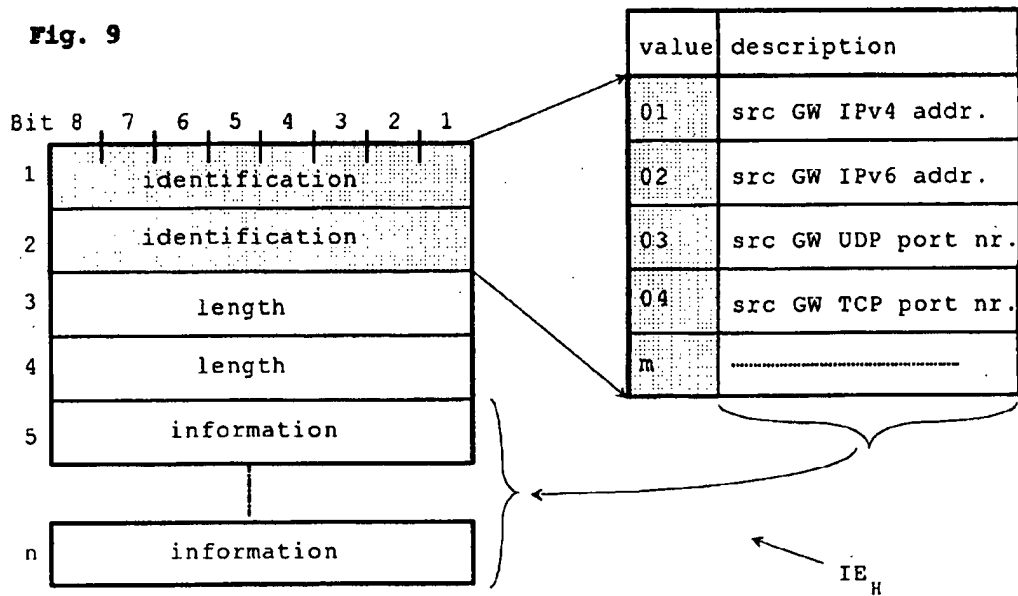 Fig. 9
Bit 8 7 6 5 4 3 2 1
1 identification
2 identification
3 length
4 length
5 information
n information
value description
01 src GW IPv4 addr.
02 src GW IPv6 addr.
03 src GW UDP port nr.
04 src GW TCP port nr.
m
IE H